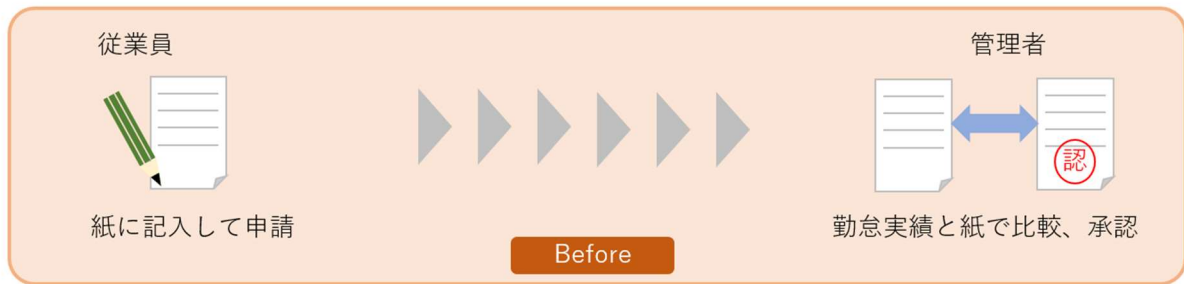 従業員
管理者
認
紙に記入して申請
勤怠実績と紙で比較、承認
Before